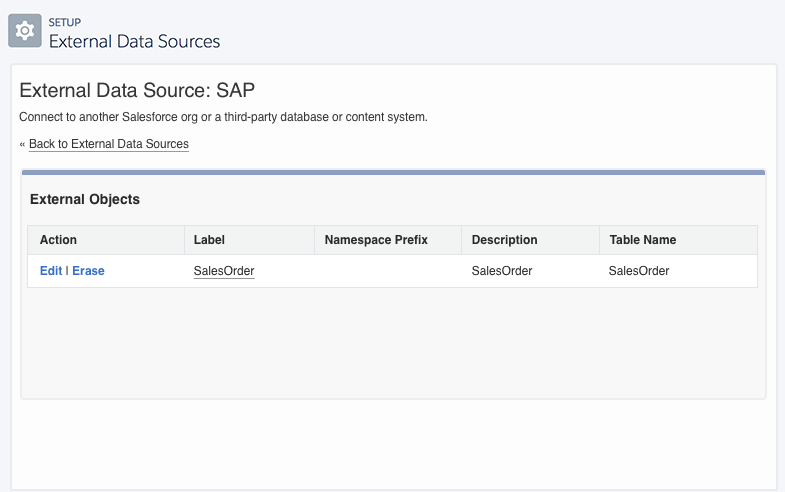 SETUP
External Data Sources
External Data Source: SAP
Connect to another Salesforce org or a third-party database or content system.
« Back to External Data Sources
External Objects
Action Label Namespace Prefix Description Table Name
Edit | Erase SalesOrder SalesOrder SalesOrder